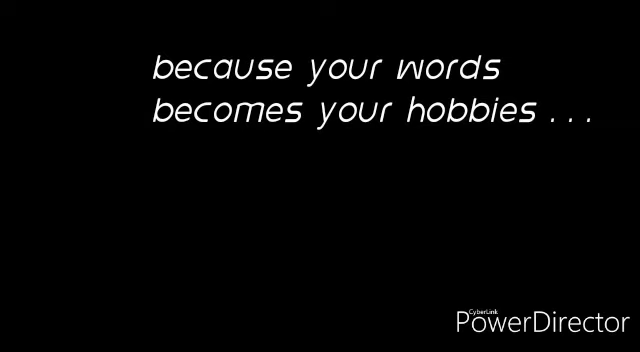 because your words
becomes your hobbies . . .
CyberLink
PowerDirector